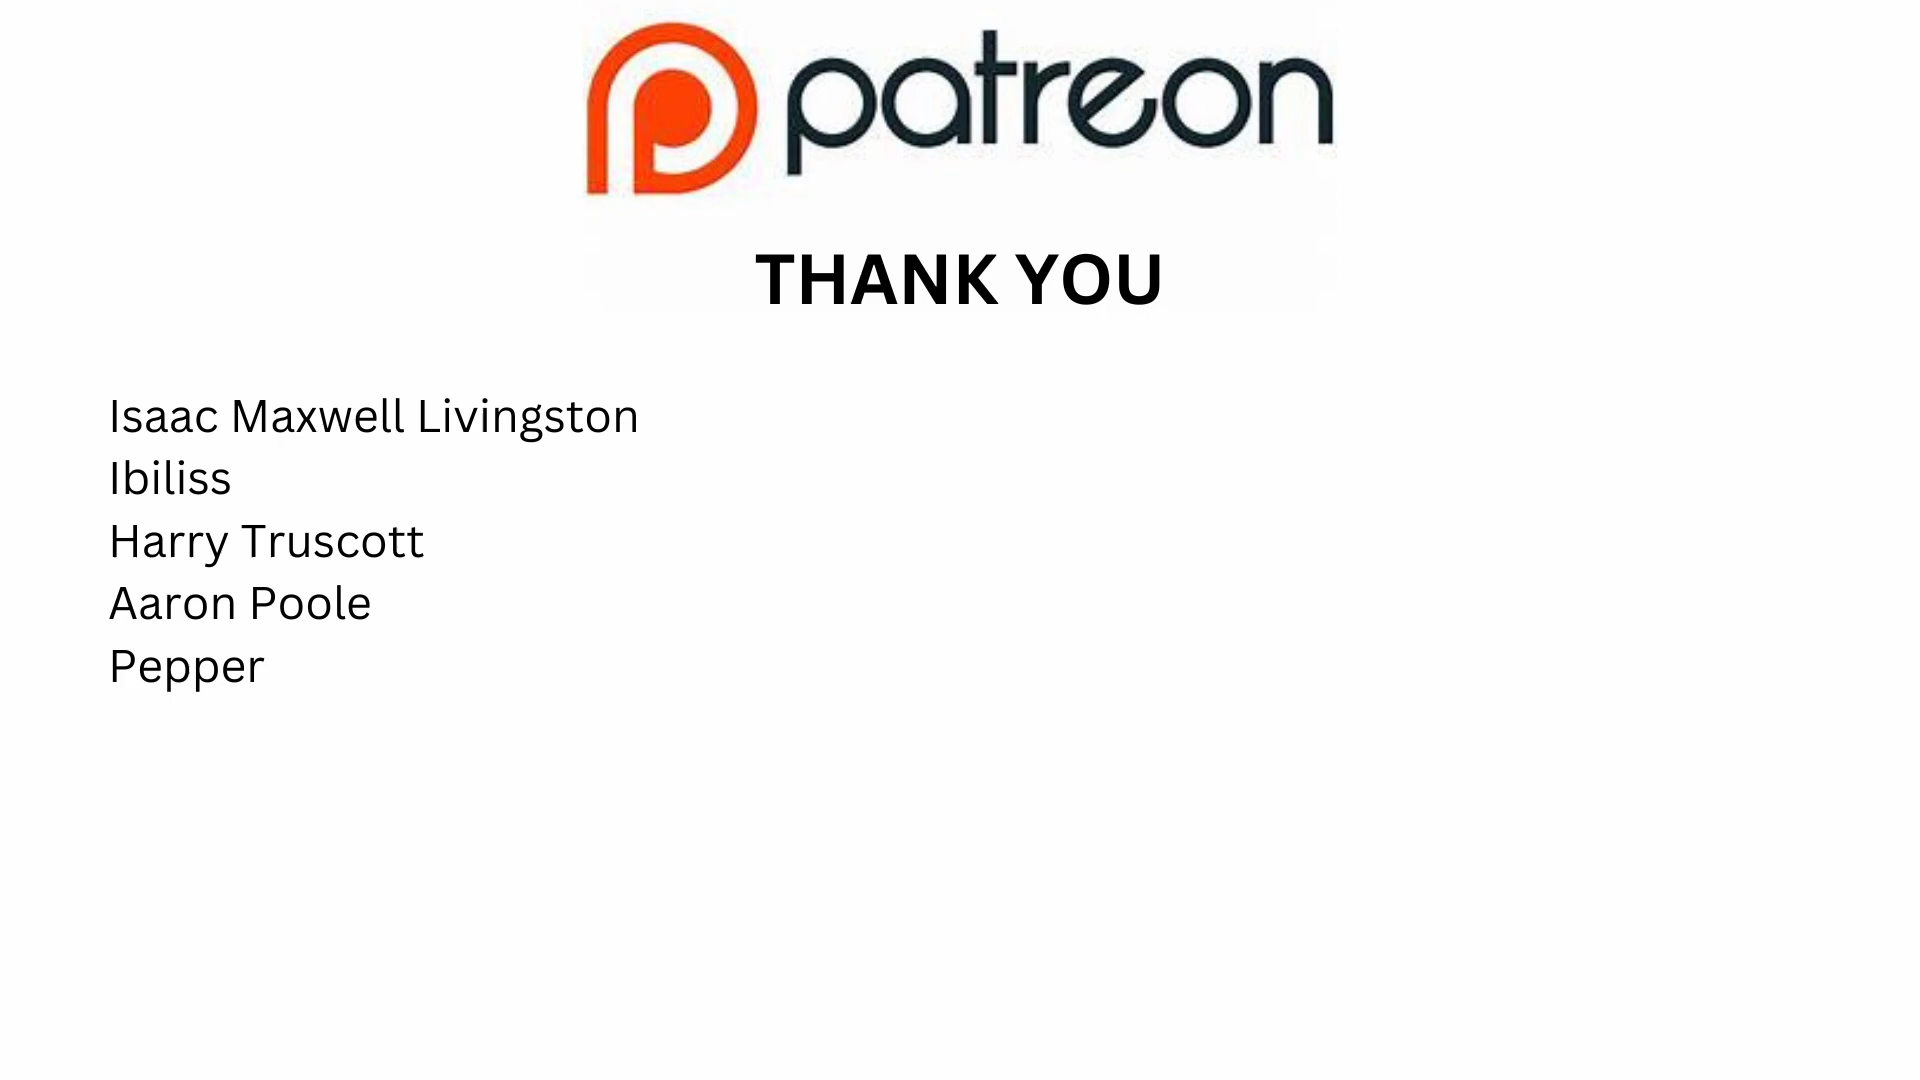 patreon
THANK YOU
Isaac Maxwell Livingston
Ibiliss
Harry Truscott
Aaron Poole
Pepper